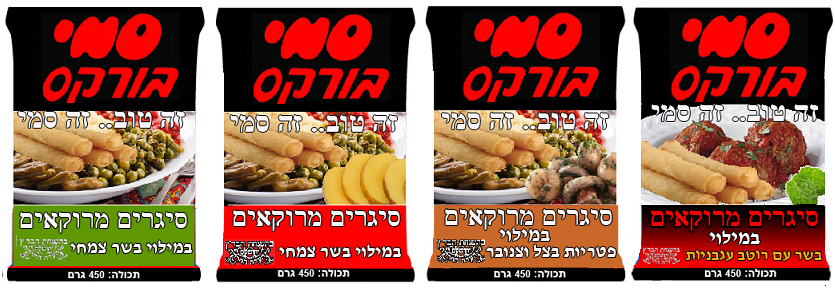 סמי
בורקס
זה טוב.. זה סמי
סיגרים מרוקאים
במילוי בשר צמחי
תכולה: 450 גרם
סמי
בורקס
זה טוב.. זה סמי
סיגרים מרוקאים
במילוי בשר צמחי
תכולה: 450 גרם
סמי
בורקס
זה טוב.. זה סמי
סיגרים מרוקאים
במילוי
פטריות בצל וצנובר
תכולה: 450 גרם
סמי
בורקס
זה טוב.. זה סמי
סיגרים מרוקאים
במילוי
בשר עם רוטב עגבניות
תכולה: 450 גרם